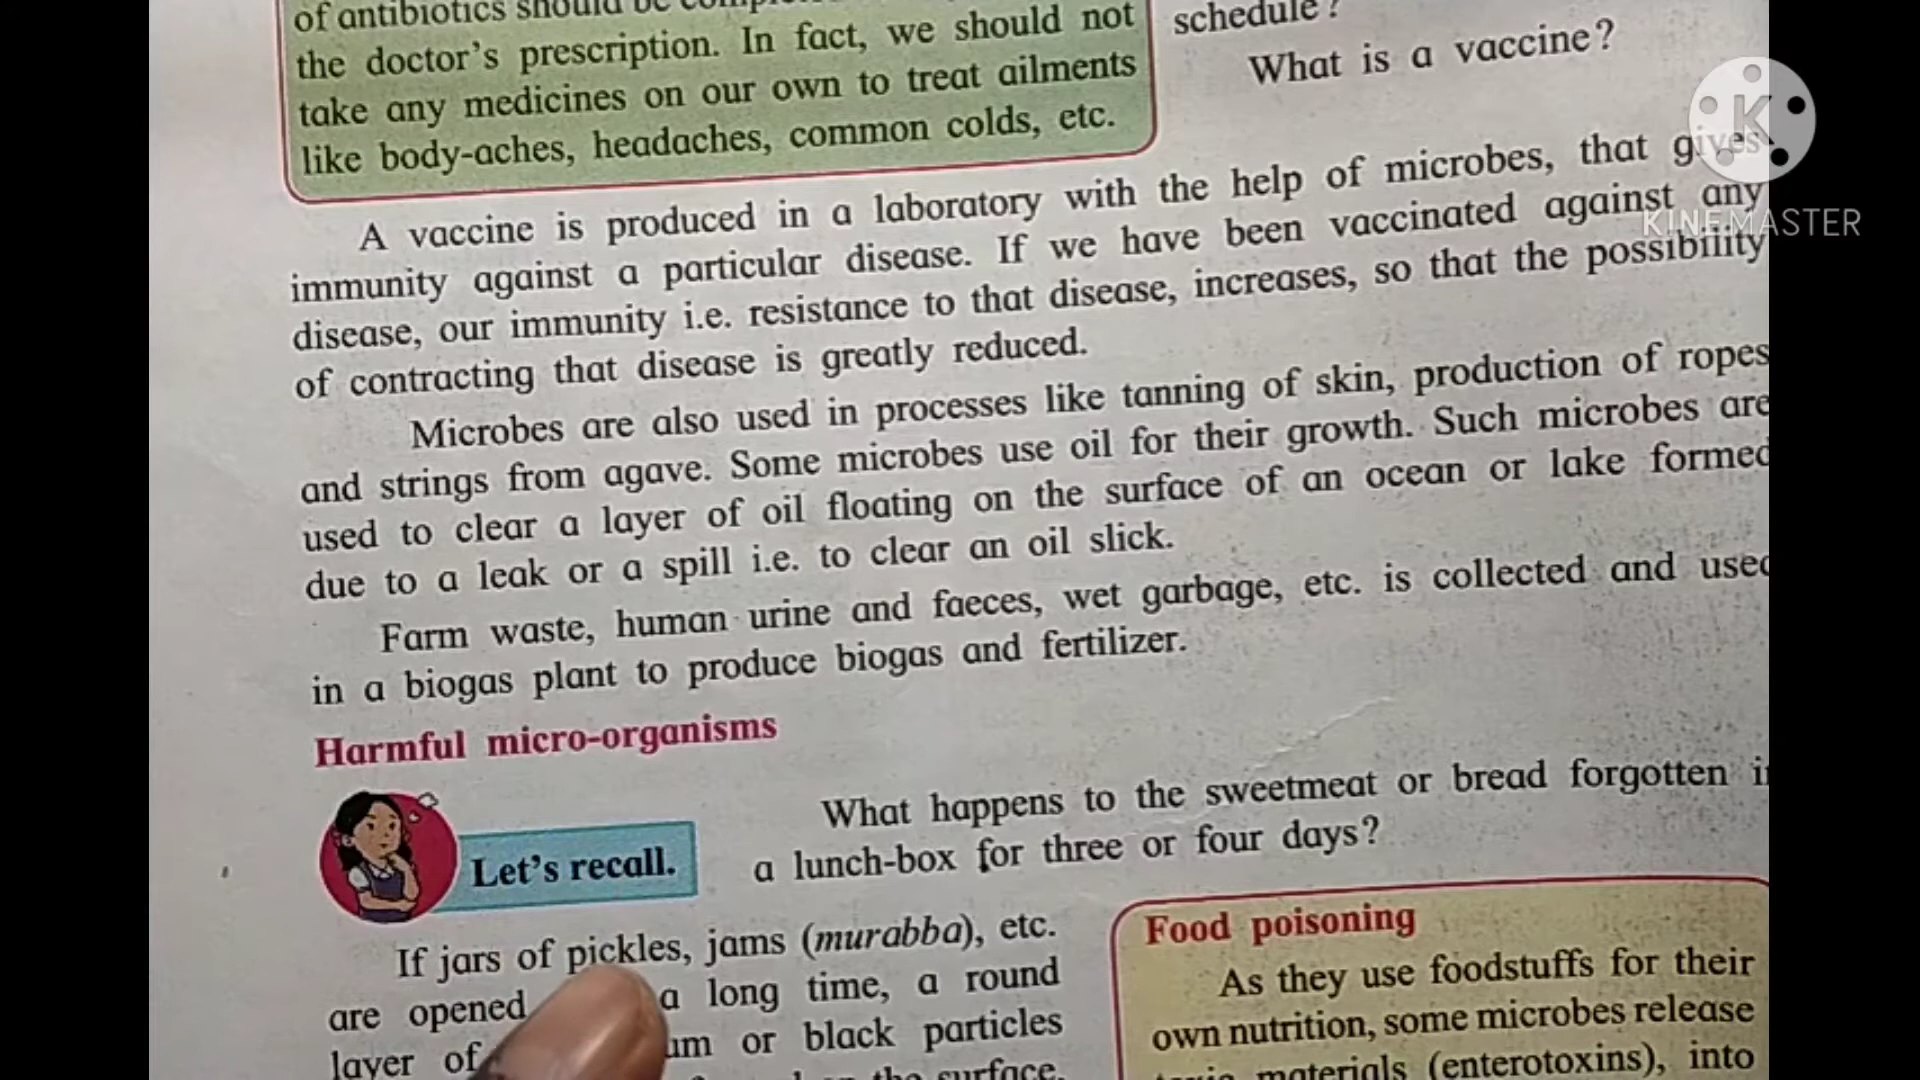 of antibiotics should be
the doctor's prescription. In fact, we should not
take any medicines on our own to treat ailments
like body-aches, headaches, common colds, etc.
schedule?
What is a vaccine?
A vaccine is produced in a laboratory with the help of microbes, that gives
immunity against a particular disease. If we have been vaccinated against any
disease, our immunity i.e. resistance to that disease, increases, so that the possibility
of contracting that disease is greatly reduced.
Microbes are also used in processes like tanning of skin, production of ropes
and strings from agave. Some microbes use oil for their growth. Such microbes are
used to clear a layer of oil floating on the surface of an ocean or lake formed
due to a leak or a spill i.e. to clear an oil slick.
Farm waste, human urine and faeces, wet garbage, etc. is collected and used
in a biogas plant to produce biogas and fertilizer.
Harmful micro-organisms
Let's recall.
What happens to the sweetmeat or bread forgotten
a lunch-box for three or four days?
If jars of pickles, jams (murabba), etc.
are opened a long time, a round
layer of or black particles
the surface.
Food poisoning
As they use foodstuffs for their
own nutrition, some microbes release
materials (enterotoxins), into
K
KINEMASTER